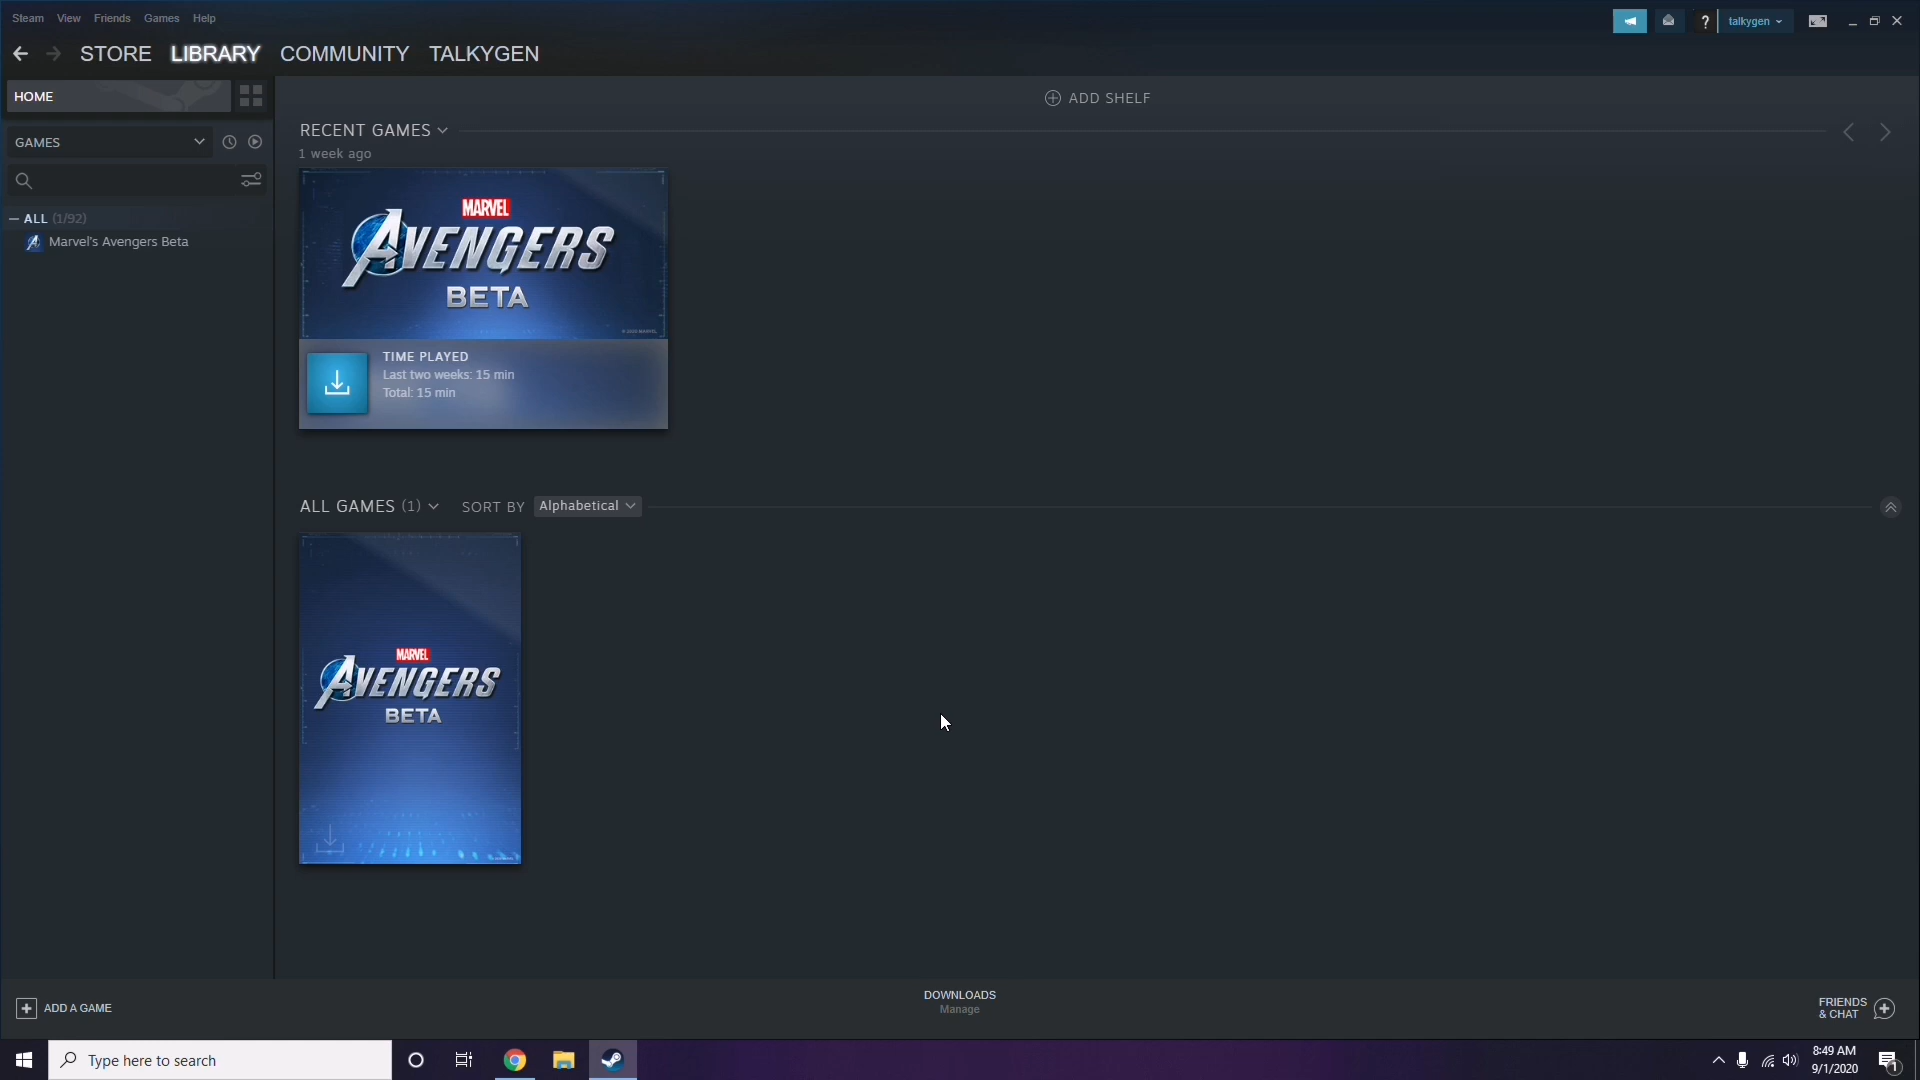 Steam View Friends Games Help
? talkygen
STORE LIBRARY COMMUNITY TALKYGEN
HOME
ADD SHELF
GAMES
RECENT GAMES
1 week ago
ALL (1/92)
Marvel's Avengers Beta
MARVEL
AVENGERS
BETA
© 2020 MARVEL
TIME PLAYED
Last two weeks: 15 min
Total: 15 min
ALL GAMES (1) SORT BY Alphabetical
MARVEL
AVENGERS
BETA
ADD A GAME
DOWNLOADS
Manage
FRIENDS
& CHAT
Type here to search
8:49 AM
9/1/2020
1